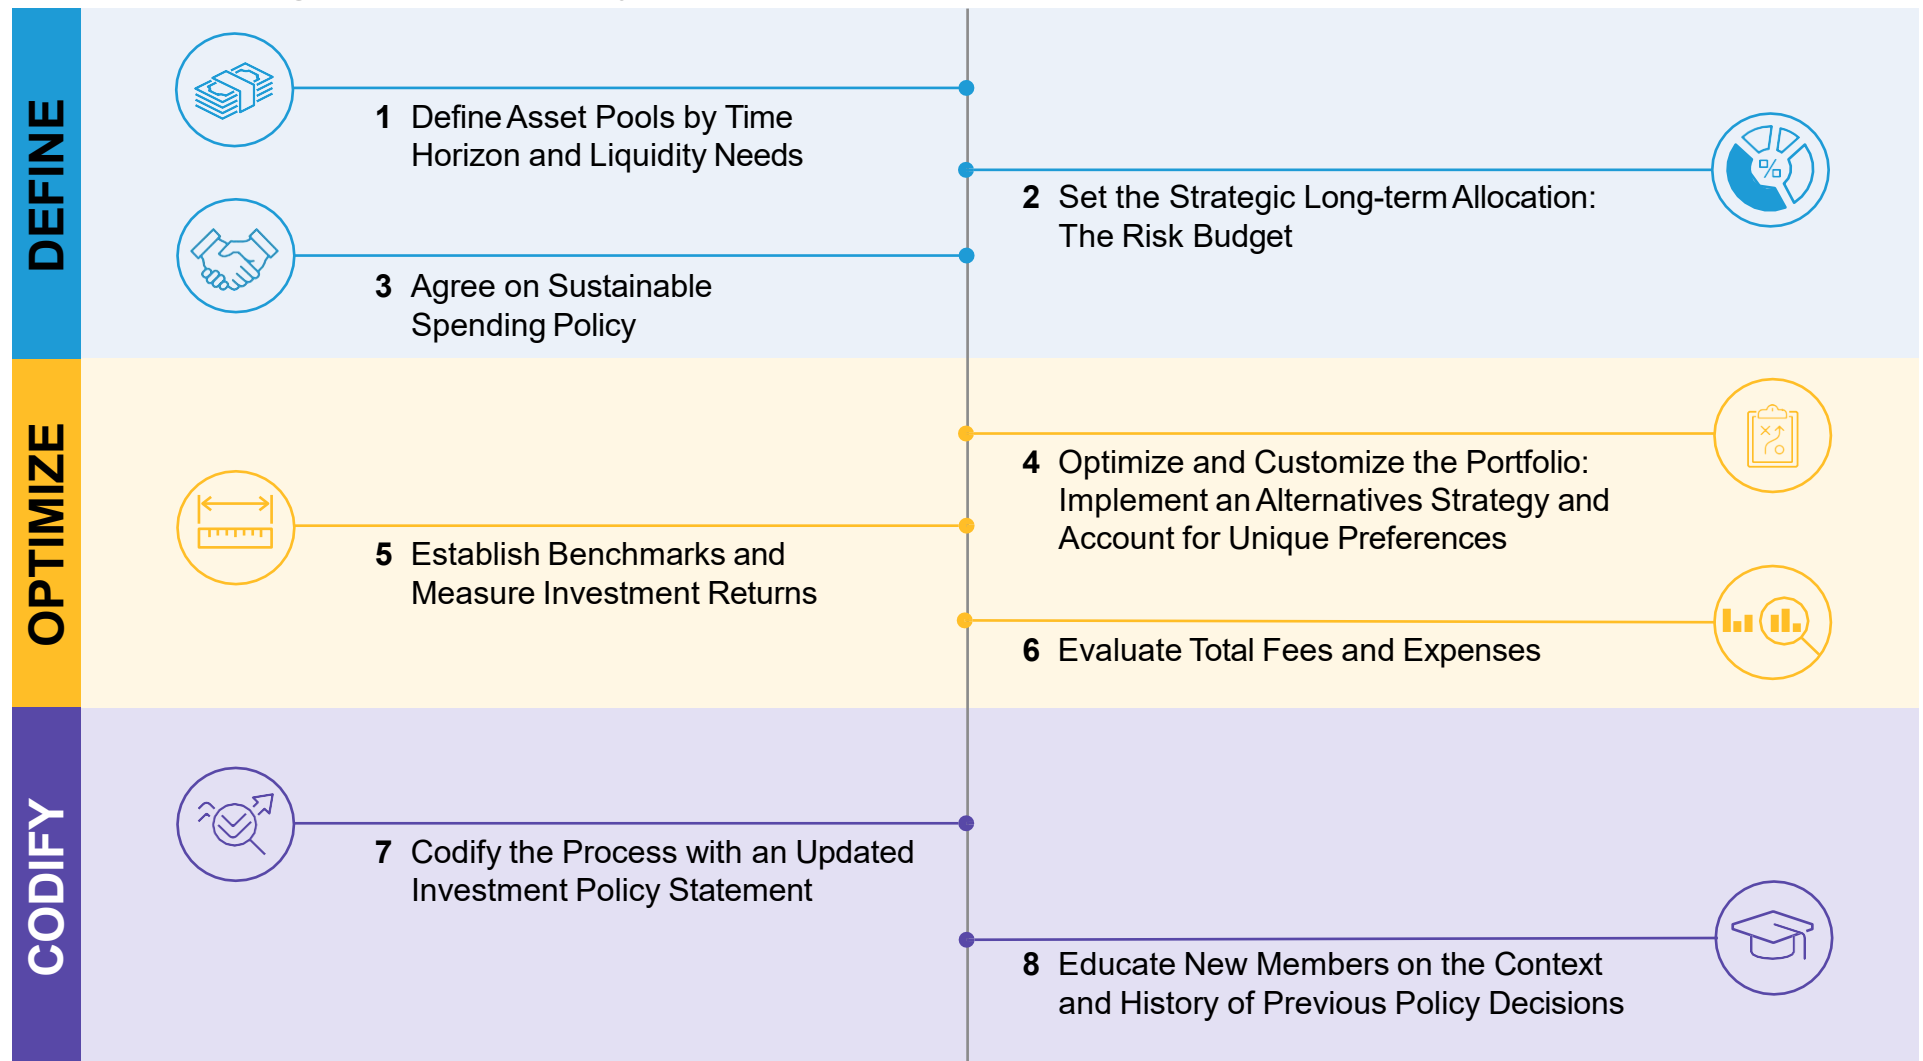 DEFINE
1 Define Asset Pools by Time
Horizon and Liquidity Needs
2 Set the Strategic Long-term Allocation:
The Risk Budget
3 Agree on Sustainable
Spending Policy
OPTIMIZE
4 Optimize and Customize the Portfolio:
Implement an Alternatives Strategy and
Account for Unique Preferences
5 Establish Benchmarks and
Measure Investment Returns
6 Evaluate Total Fees and Expenses
CODIFY
7 Codify the Process with an Updated
Investment Policy Statement
8 Educate New Members on the Context
and History of Previous Policy Decisions
%